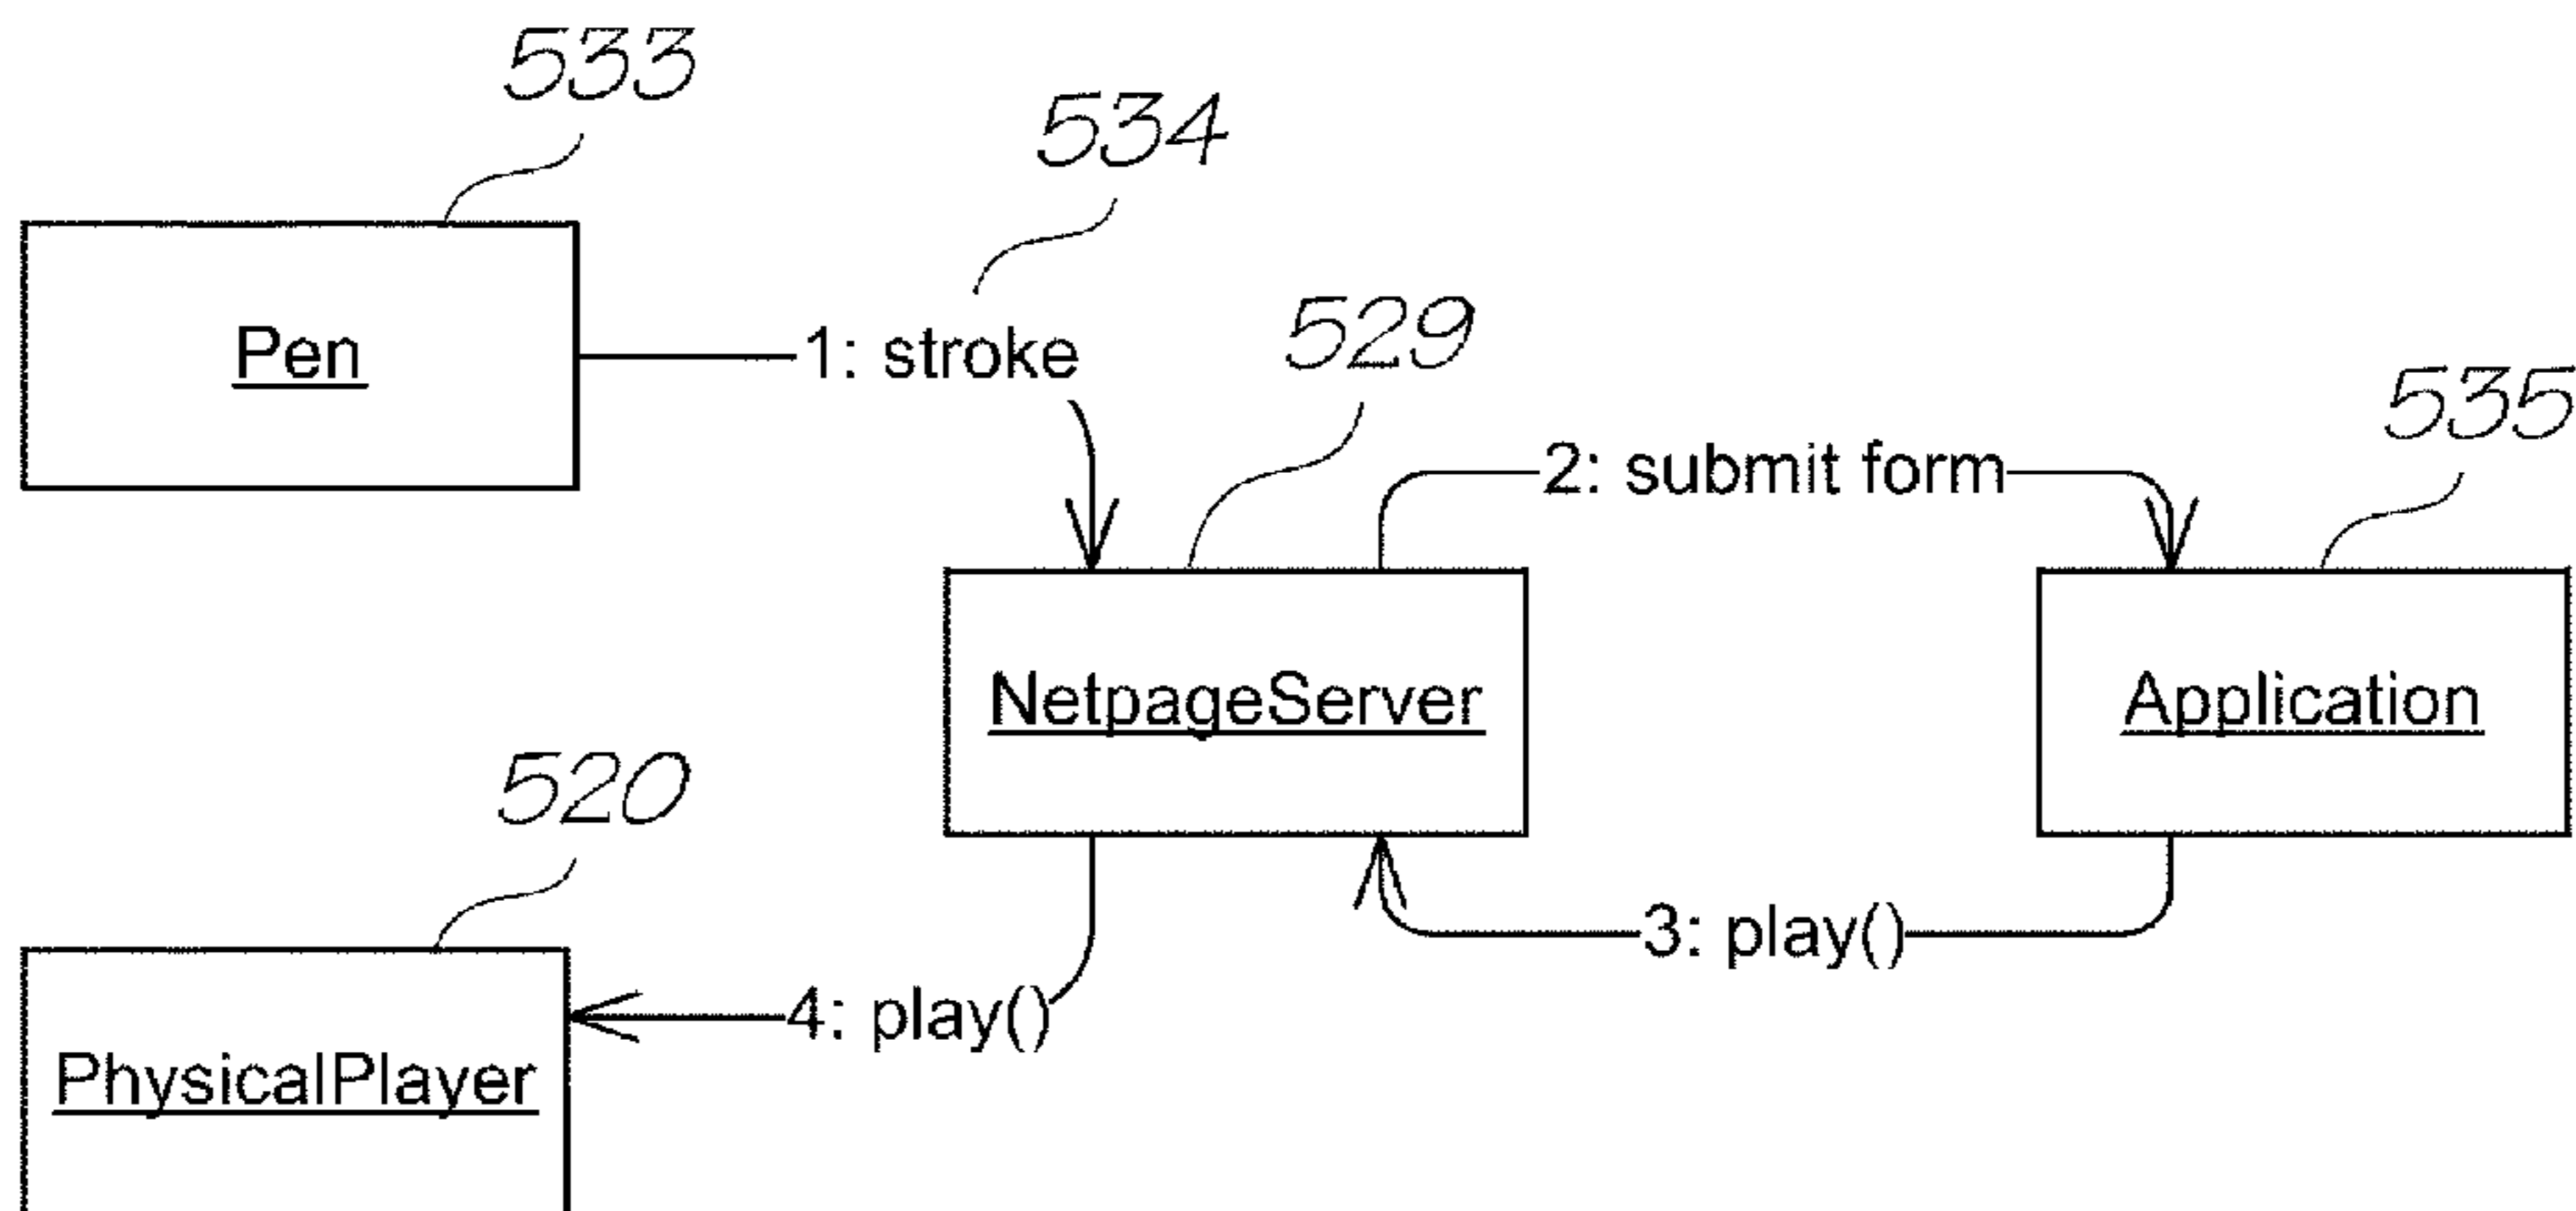 533
534
Pen
1: stroke
529
535
2: submit form
NetpageServer
Application
520
3: play()
4: play()
PhysicalPlayer